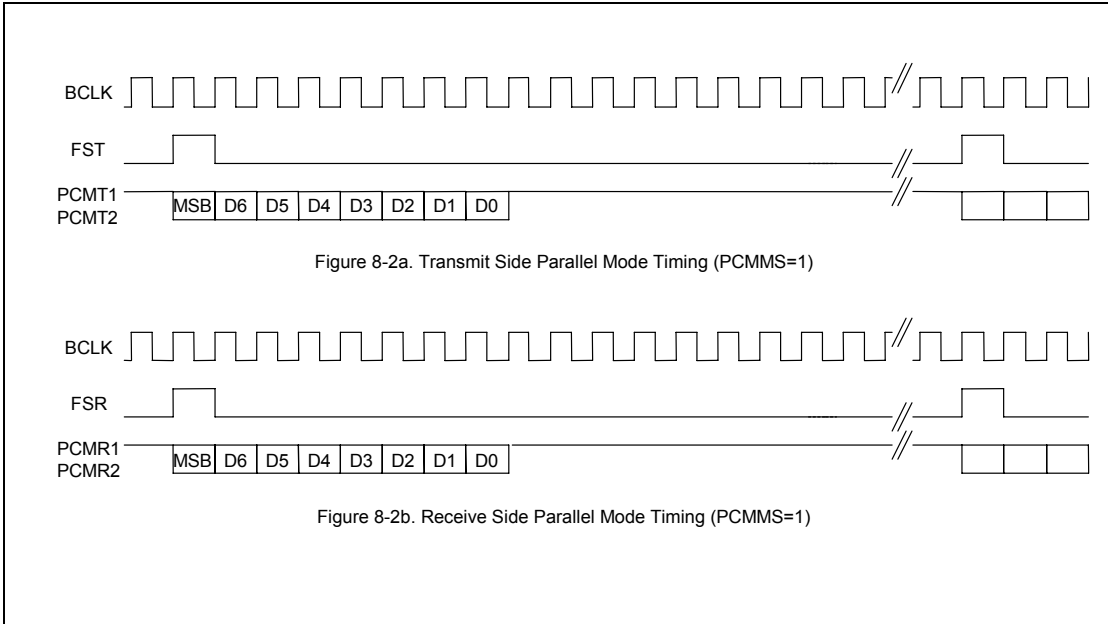 BCLK
FST
PCMT1
PCMT2
MSB D6 D5 D4 D3 D2 D1 D0
Figure 8-2a. Transmit Side Parallel Mode Timing (PCMMS=1)
BCLK
FSR
PCMR1
PCMR2
MSB D6 D5 D4 D3 D2 D1 D0
Figure 8-2b. Receive Side Parallel Mode Timing (PCMMS=1)